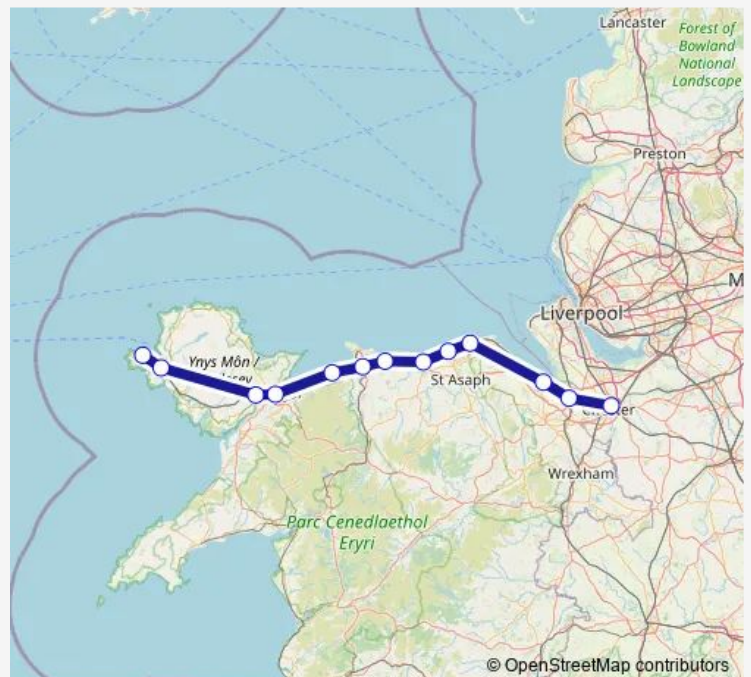 Lancaster
Forest of
Bowland
National
Landscape
Preston
M
Liverpool
Ynys Môn /
St Asaph
Wrexham
Parc Cenedlaethol
Eryri
© OpenStreetMap contributors